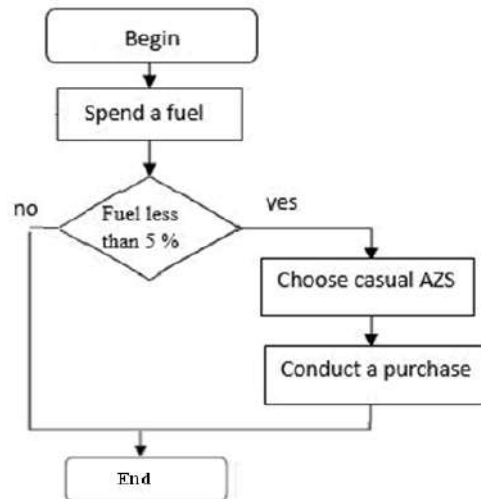 Begin
Spend a fuel
no
Fuel less
than 5 %
yes
Choose casual AZS
Conduct a purchase
End